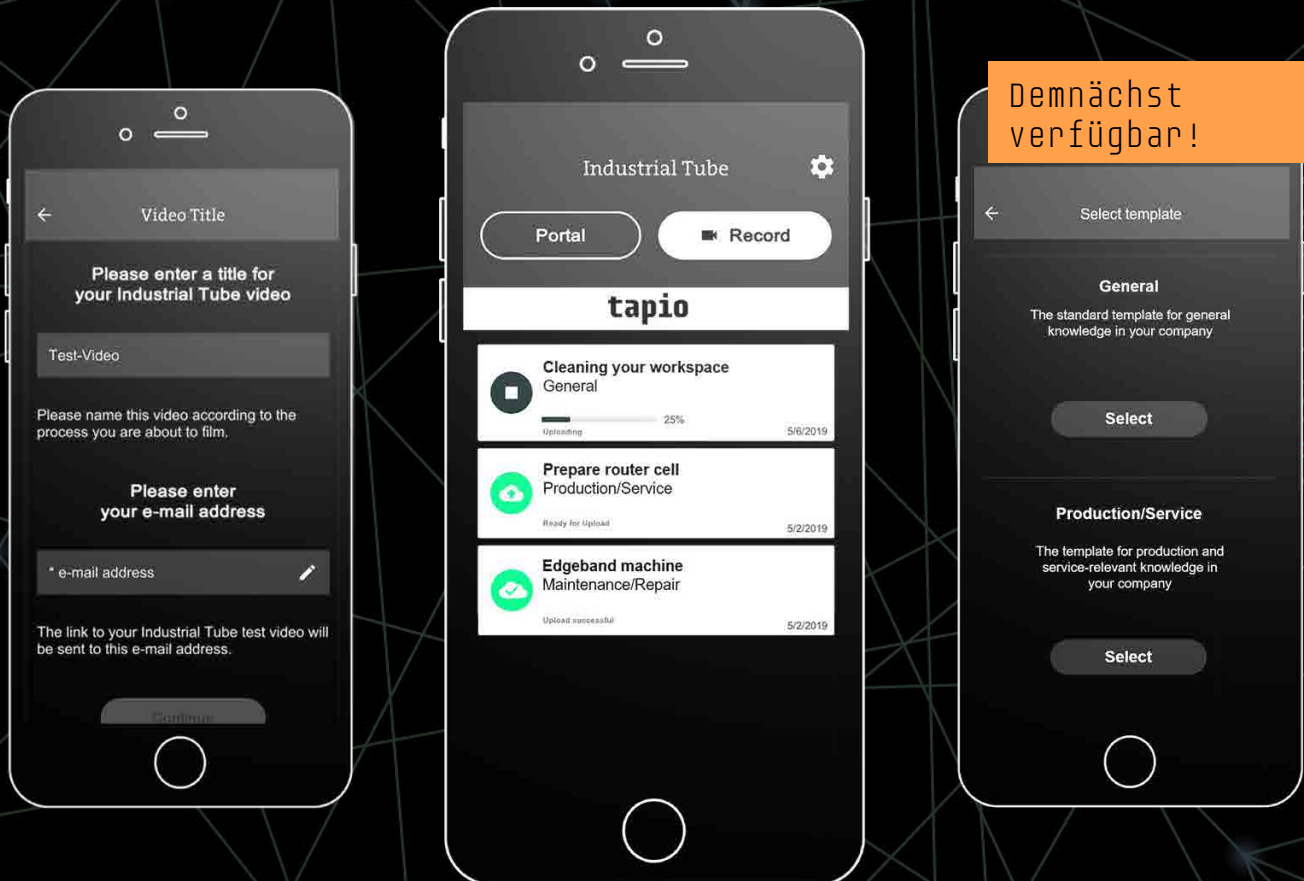 Video Title
Please enter a title for
your Industrial Tube video
Test-Video
Please name this video according to the
process you are about to film.
Please enter
your e-mail address
* e-mail address
The link to your Industrial Tube test video will
be sent to this e-mail address.
Continue
Industrial Tube
Portal
Record
tapio
Cleaning your workspace
General
25%
Uploading
5/6/2019
Prepare router cell
Production/Service
Ready for Upload
5/2/2019
Edgeband machine
Maintenance/Repair
Upload successful
5/2/2019
Demnächst
verfügbar!
Select template
General
The standard template for general
knowledge in your company
Select
Production/Service
The template for production and
service-relevant knowledge in
your company
Select